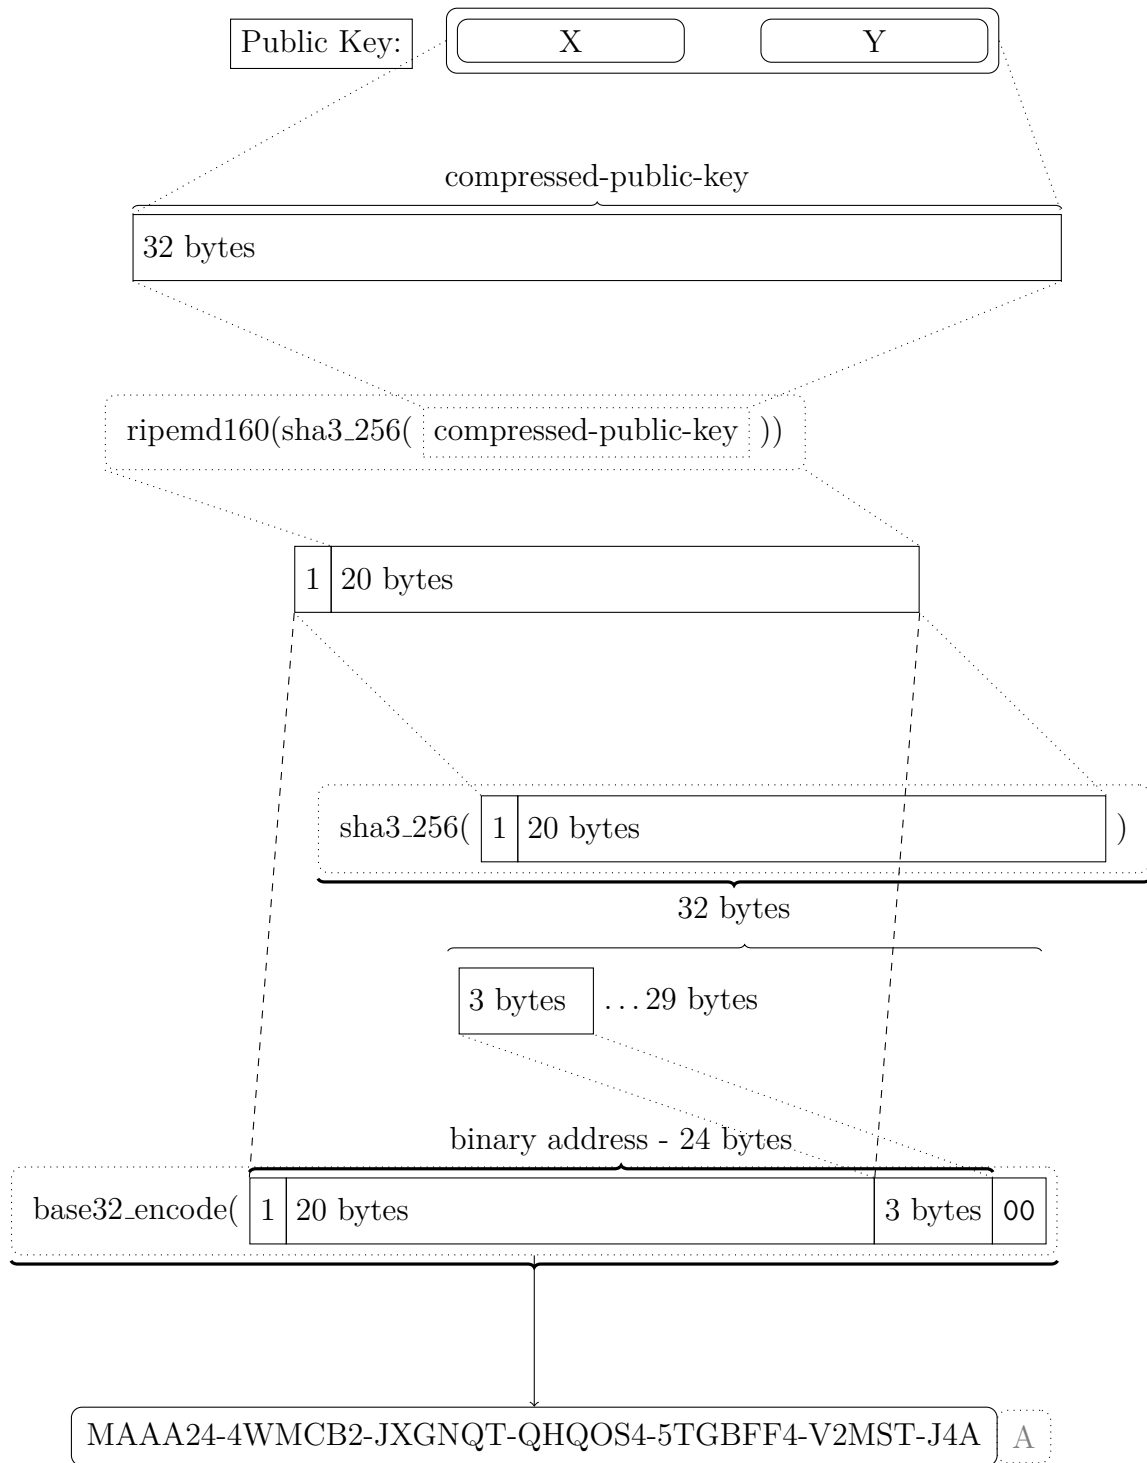 Public Key: X Y
compressed-public-key
32 bytes
ripemd160(sha3_256( compressed-public-key ))
1 20 bytes
sha3_256( 1 20 bytes )
32 bytes
3 bytes ...29 bytes
binary address - 24 bytes
base32_encode( 1 20 bytes 3 bytes 00
MAAA24-4WMCB2-JXGNQT-QHQOS4-5TGBFF4-V2MST-J4A A